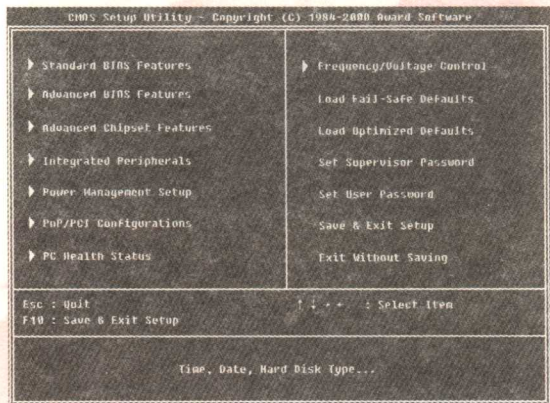 CMOS Setup Utility - Copyright (C) 1984-2000 Award Software
Standard BIOS Features
Advanced BIOS Features
Advanced Chipset Features
Integrated Peripherals
Power Management Setup
PnP/PCI Configurations
PC Health Status
Frequency/Voltage Control
Load Fail-Safe Defaults
Load Optimized Defaults
Set Supervisor Password
Set User Password
Save & Exit Setup
Exit Without Saving
Esc : Quit
F10 : Save & Exit Setup
↑ ↓ → ← : Select Item
Time, Date, Hard Disk Type...